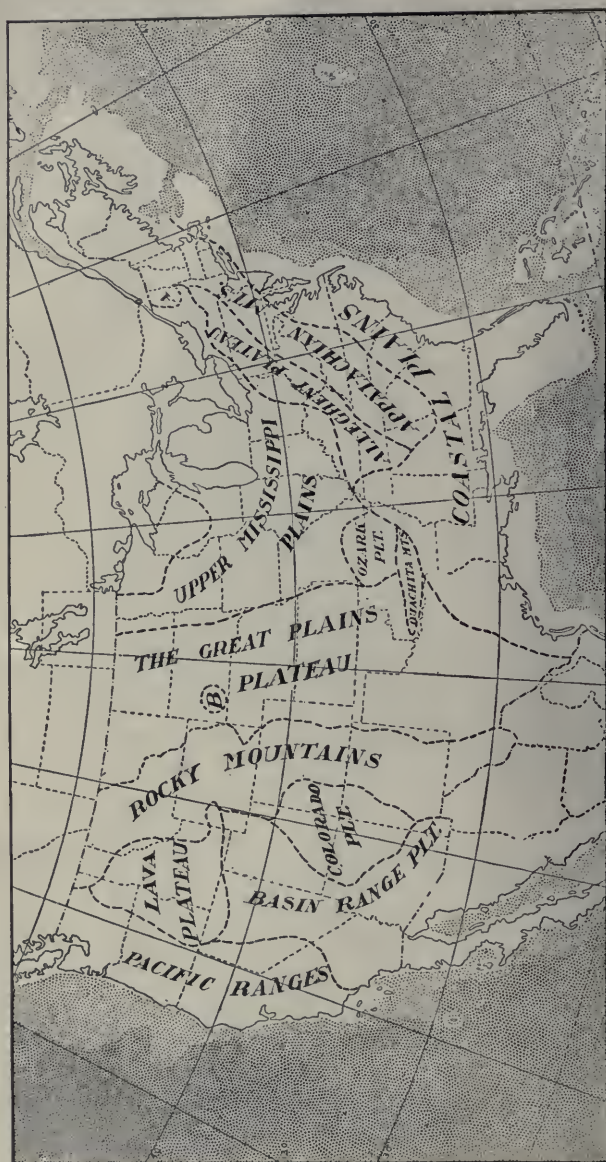 PACIFIC RANGES
LAVA
PLATEAU
BASIN RANGE PLT.
COLORADO
PLT.
ROCKY MOUNTAINS
THE GREAT PLAINS
PLATEAU
B
UPPER MISSISSIPPI
PLAINS
OZARK
PLT.
OUACHITA MTS
ALLEGHENY PLATEAU
APPALACHIAN MTS.
COASTAL PLAINS
A